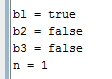 b1 = true
b2 = false
b3 = false
n = 1